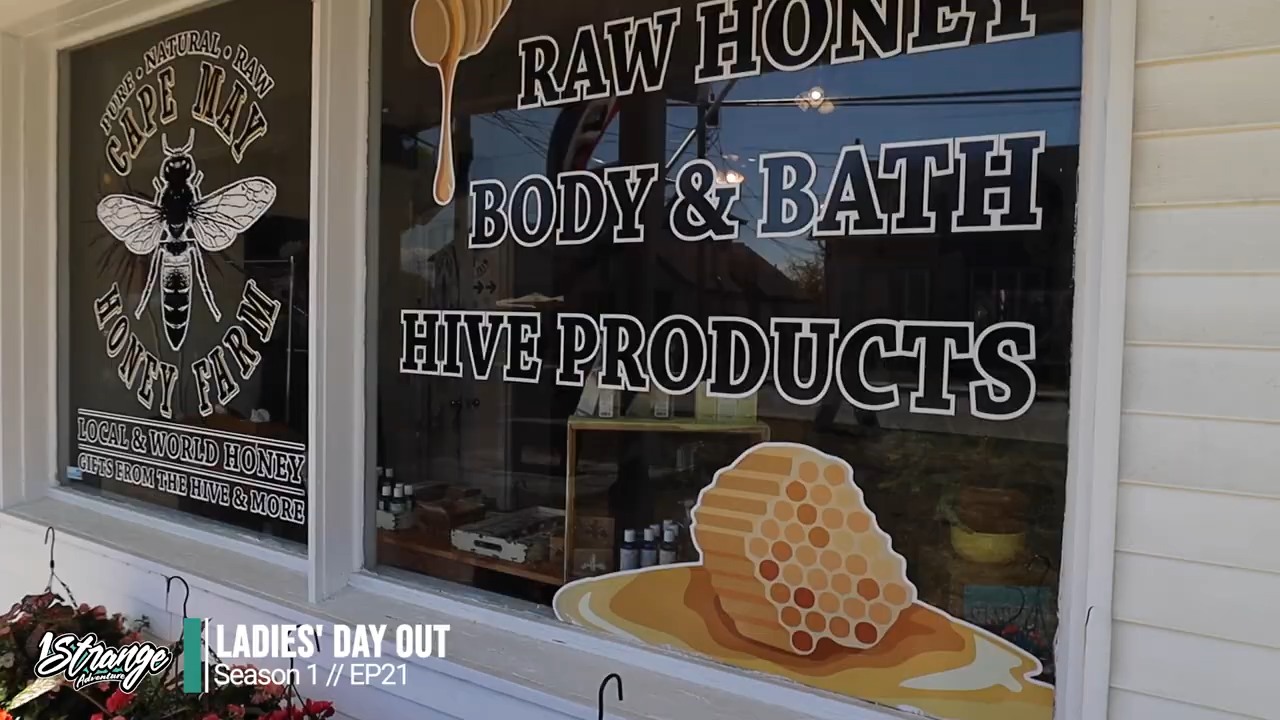 PURE • NATURAL • RAW
CAPE MAY
HONEY FARM
LOCAL & WORLD HONEY
GIFTS FROM THE HIVE & MORE
RAW HONEY
BODY & BATH
HIVE PRODUCTS
1Strange
Adventure
LADIES' DAY OUT
Season 1 // EP21